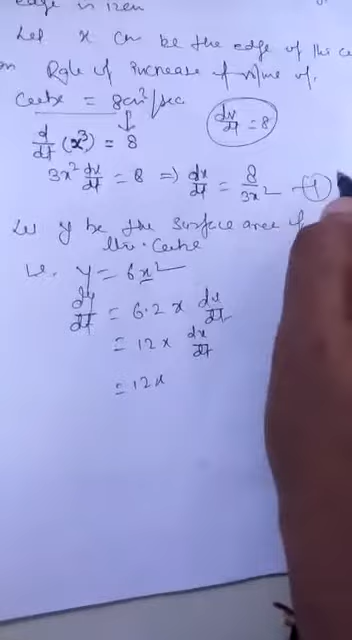 edge is 12cm
Let x cm be the edge of the
Rate of increase of volume of
Cube = 8cm³/sec
dv/dt = 8
d/dt (x³) = 8
3x² dx/dt = 8 => dx/dt = 8/3x² - (1)
Let y be the surface area of
the Cube
i.e. y = 6x²
dy/dt = 6.2x dx/dt
= 12x dx/dt
= 12x